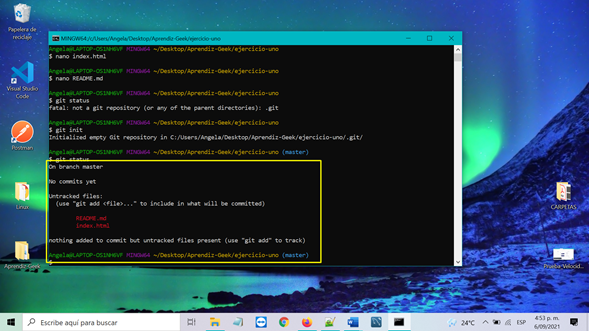 MINGW64:/c/Users/Angela/Desktop/Aprendiz-Geek/ejercicio-uno
Angela@LAPTOP-OS1NH6VF MINGW64 ~/Desktop/Aprendiz-Geek/ejercicio-uno
$ nano index.html
Angela@LAPTOP-OS1NH6VF MINGW64 ~/Desktop/Aprendiz-Geek/ejercicio-uno
$ nano README.md
Angela@LAPTOP-OS1NH6VF MINGW64 ~/Desktop/Aprendiz-Geek/ejercicio-uno
$ git status
fatal: not a git repository (or any of the parent directories): .git
Angela@LAPTOP-OS1NH6VF MINGW64 ~/Desktop/Aprendiz-Geek/ejercicio-uno
$ git init
Initialized empty Git repository in C:/Users/Angela/Desktop/Aprendiz-Geek/ejercicio-uno/.git/
Angela@LAPTOP-OS1NH6VF MINGW64 ~/Desktop/Aprendiz-Geek/ejercicio-uno (master)
$ git status
On branch master
No commits yet
Untracked files:
(use "git add <file>..." to include in what will be committed)
README.md
index.html
nothing added to commit but untracked files present (use "git add" to track)
Angela@LAPTOP-OS1NH6VF MINGW64 ~/Desktop/Aprendiz-Geek/ejercicio-uno (master)
$
Papelera de
reciclaje
Visual Studio
Code
Postman
Linux
Aprendiz-Geek
CARPETAS
Prueba-Velocid...
Escribe aquí para buscar
24°C
ESP
4:53 p. m.
6/09/2021